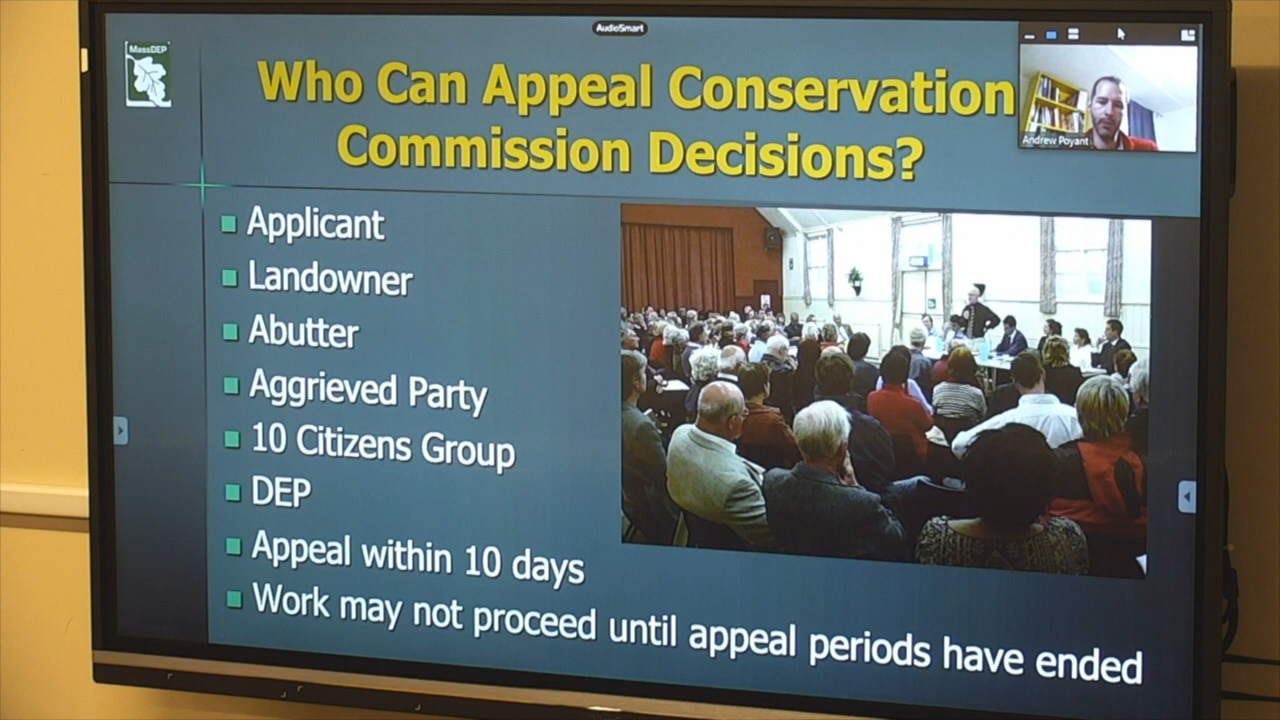 AudioSmart
MassDEP
Who Can Appeal Conservation
Commission Decisions?
Andrew Poyant
Applicant
Landowner
Abutter
Aggrieved Party
10 Citizens Group
DEP
Appeal within 10 days
Work may not proceed until appeal periods have ended